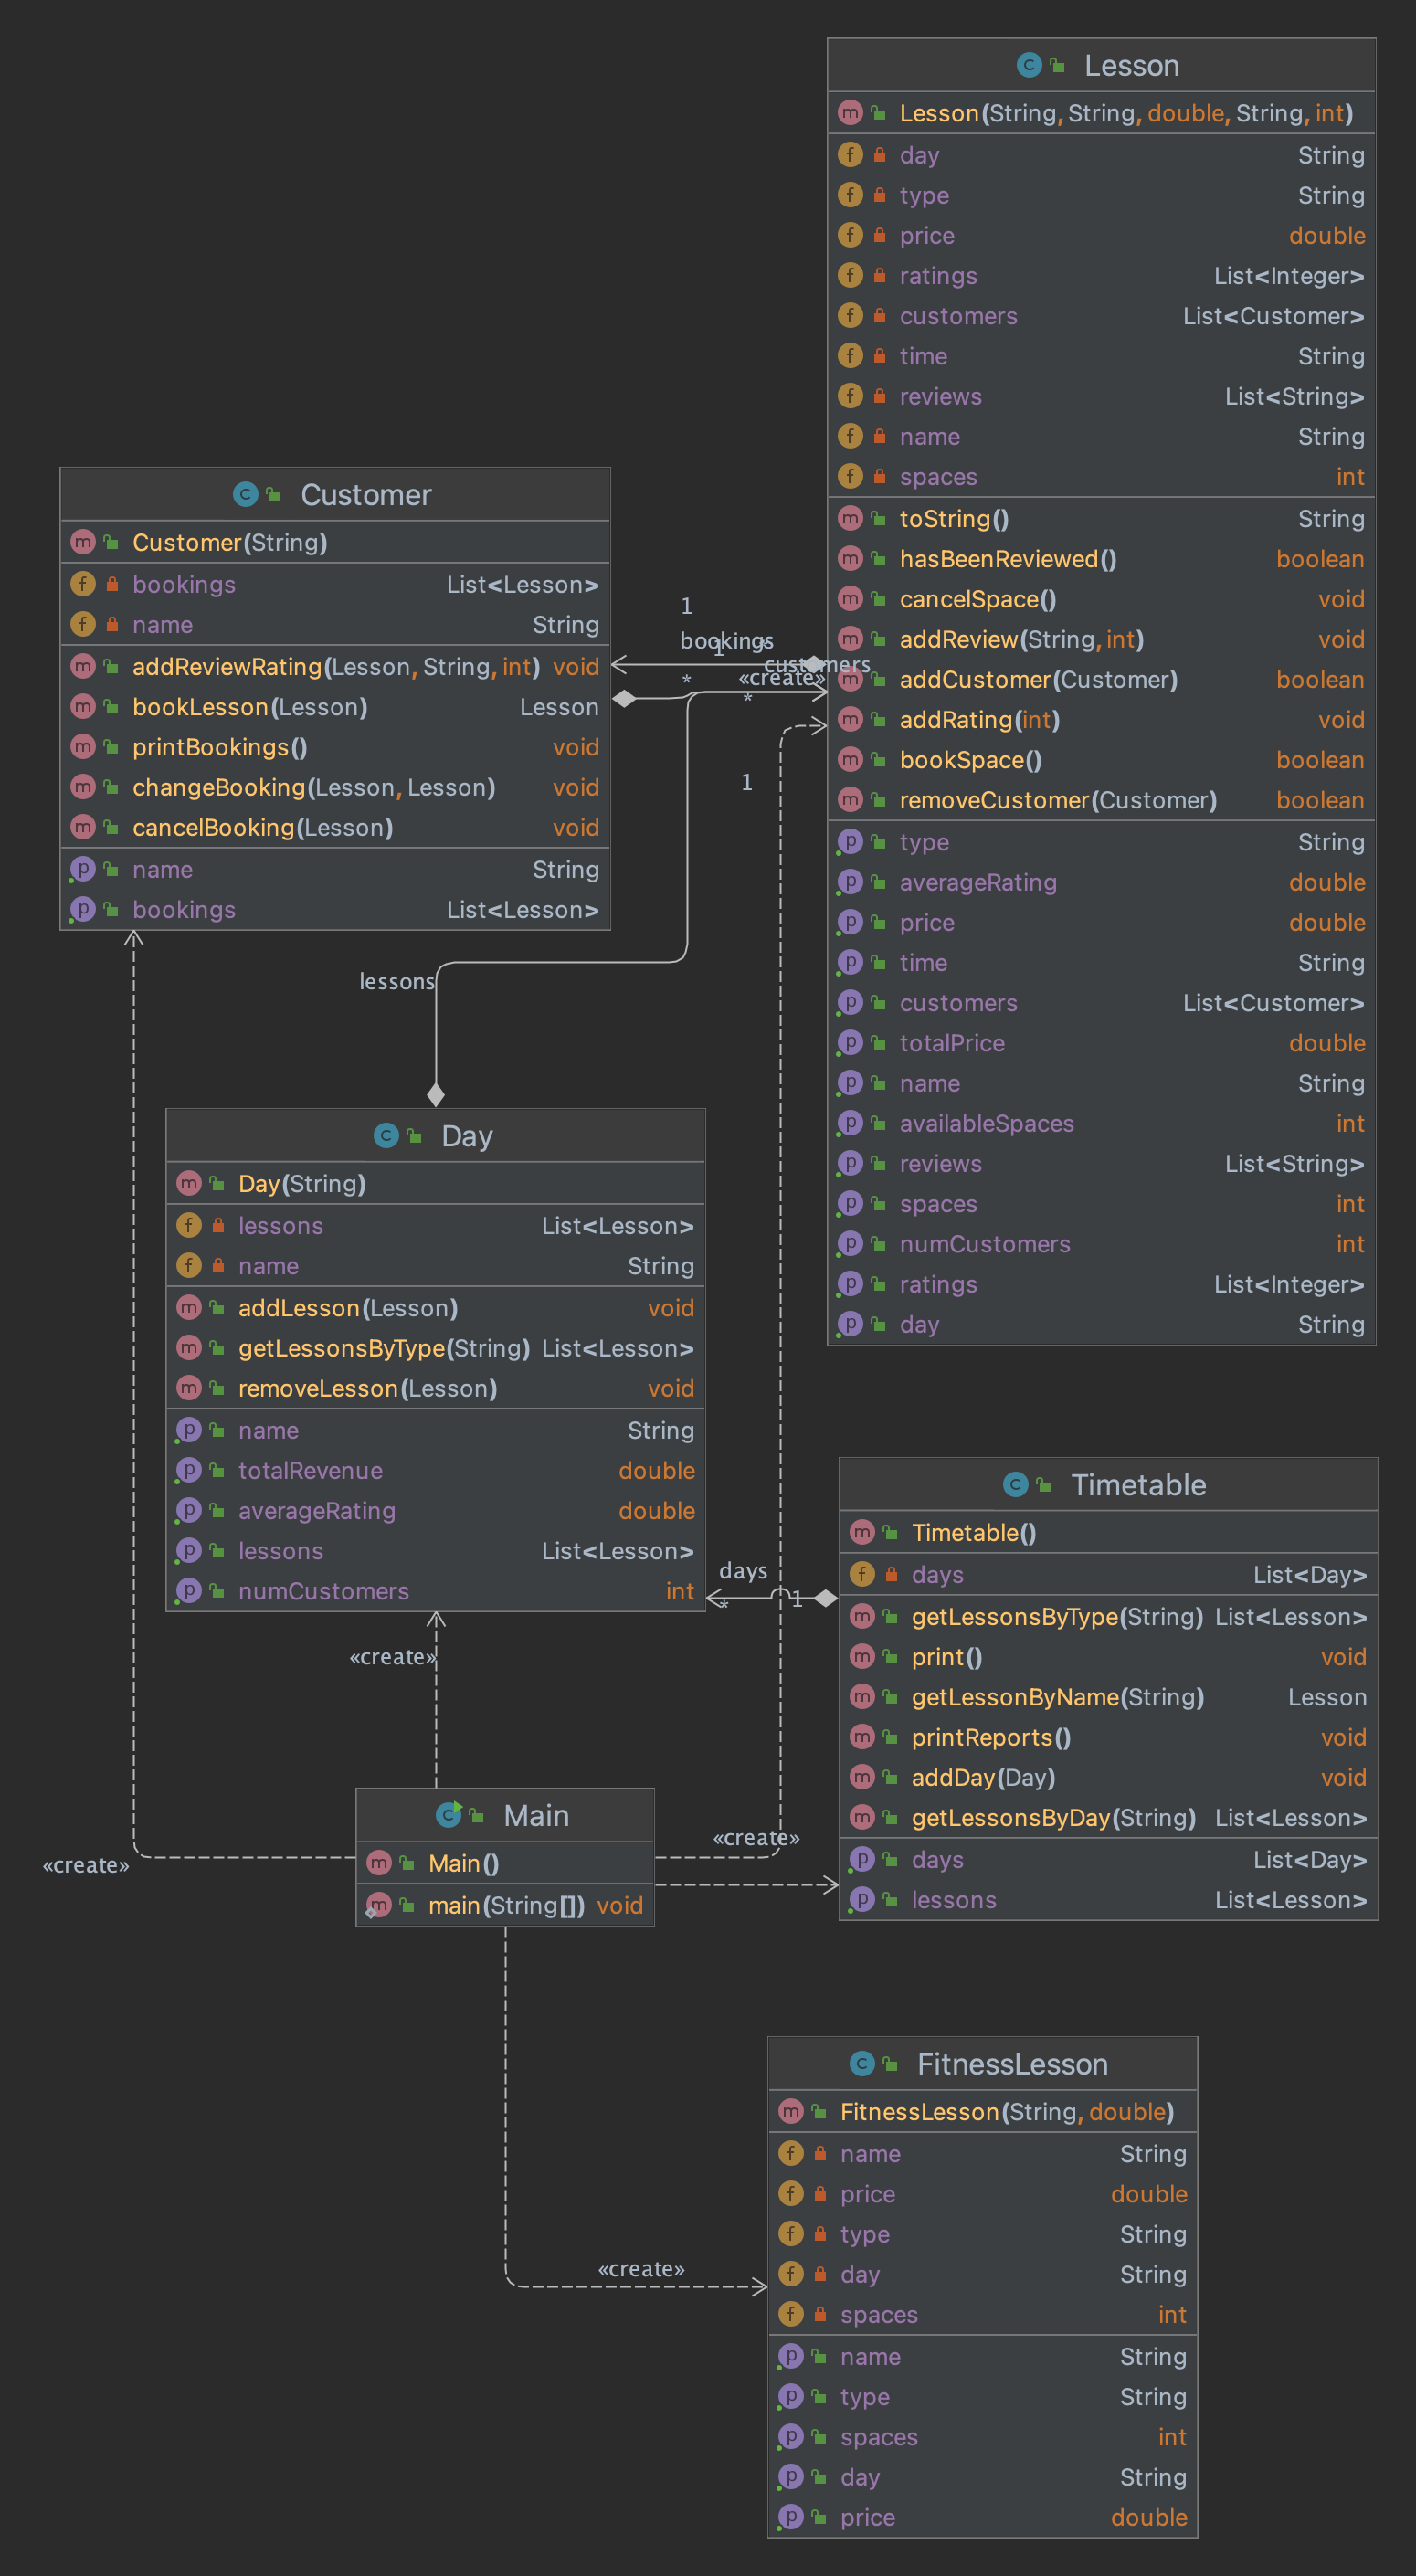 Lesson
Lesson(String, String, double, String, int)
day String
type String
price double
ratings List<Integer>
customers List<Customer>
time String
reviews List<String>
name String
spaces int
toString() String
hasBeenReviewed() boolean
cancelSpace() void
addReview(String, int) void
addCustomer(Customer) boolean
addRating(int) void
bookSpace() boolean
removeCustomer(Customer) boolean
type String
averageRating double
price double
time String
customers List<Customer>
totalPrice double
name String
availableSpaces int
reviews List<String>
spaces int
numCustomers int
ratings List<Integer>
day String
Customer
Customer(String)
bookings List<Lesson>
name String
addReviewRating(Lesson, String, int) void
bookLesson(Lesson) Lesson
printBookings() void
changeBooking(Lesson, Lesson) void
cancelBooking(Lesson) void
name String
bookings List<Lesson>
1
bookings
1 *
customers
* «create»
*
1
lessons
Day
Day(String)
lessons List<Lesson>
name String
addLesson(Lesson) void
getLessonsByType(String) List<Lesson>
removeLesson(Lesson) void
name String
totalRevenue double
averageRating double
lessons List<Lesson>
numCustomers int
days
* 1
Timetable
Timetable()
days List<Day>
getLessonsByType(String) List<Lesson>
print() void
getLessonByName(String) Lesson
printReports() void
addDay(Day) void
getLessonsByDay(String) List<Lesson>
days List<Day>
lessons List<Lesson>
«create»
Main
Main()
main(String[]) void
«create»
«create»
«create»
FitnessLesson
FitnessLesson(String, double)
name String
price double
type String
day String
spaces int
name String
type String
spaces int
day String
price double